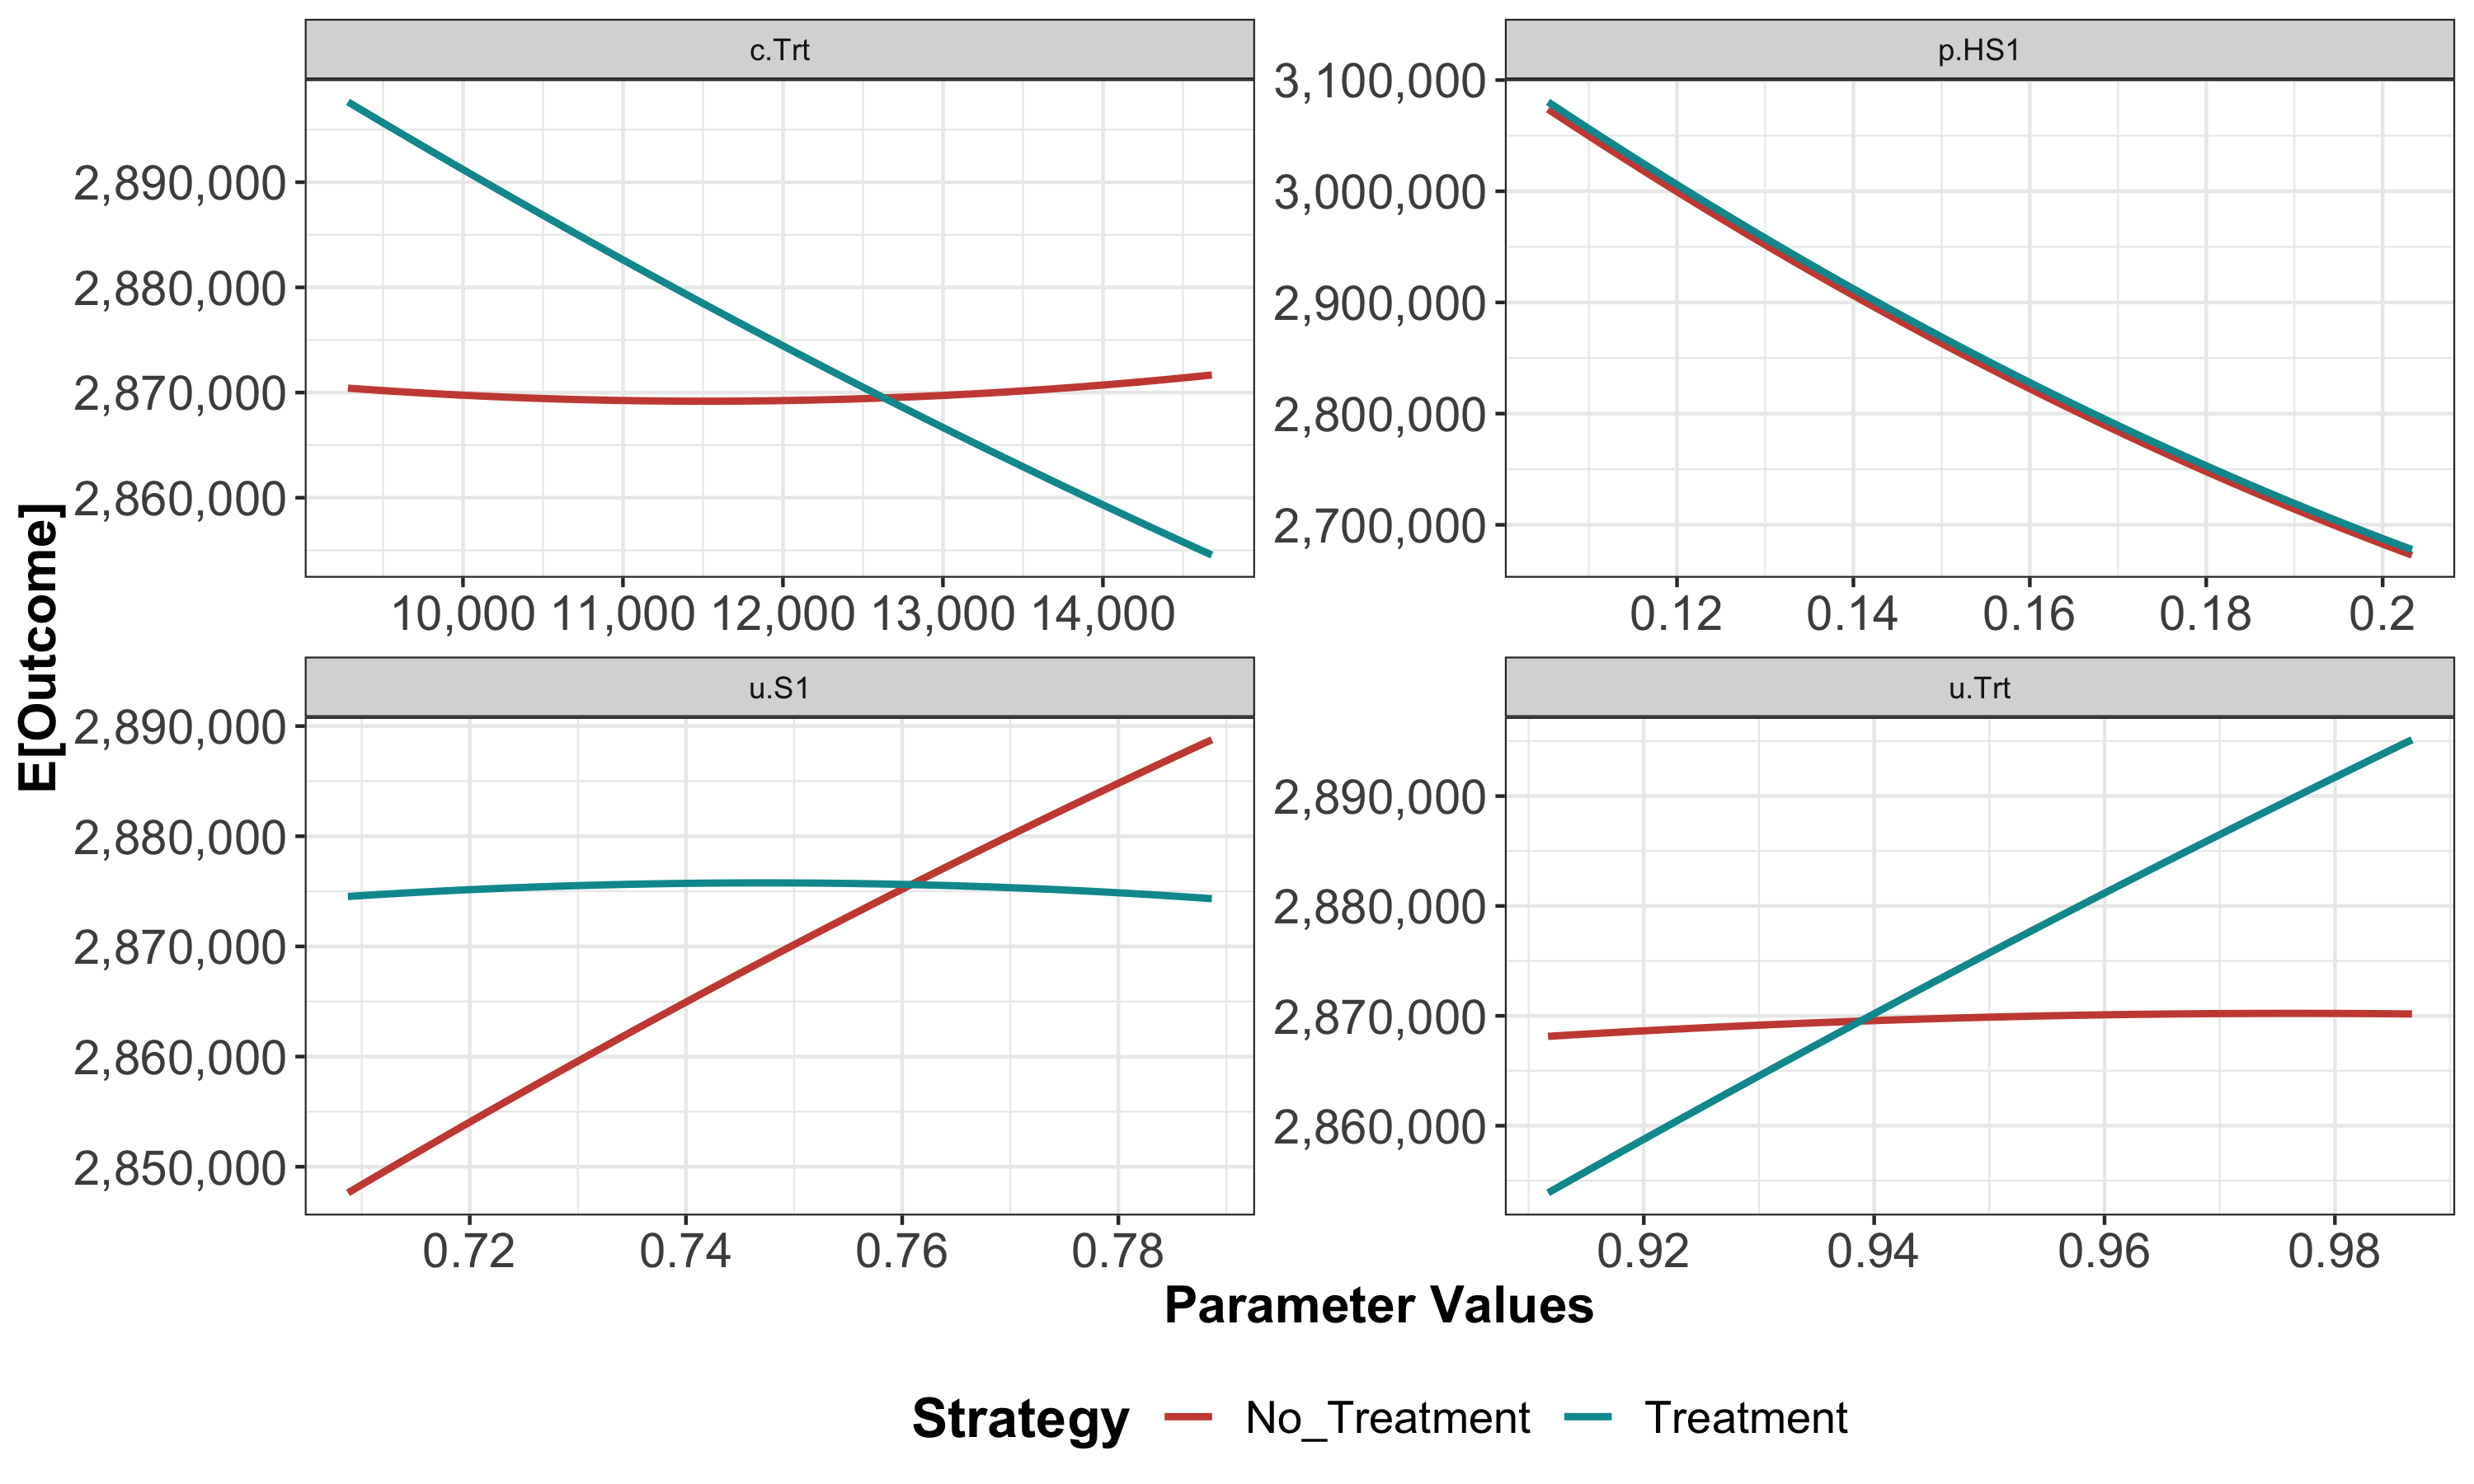 c.Trt
2,890,000
2,880,000
2,870,000
2,860,000
10,000 11,000 12,000 13,000 14,000
p.HS1
3,100,000
3,000,000
2,900,000
2,800,000
2,700,000
0.12 0.14 0.16 0.18 0.2
E[Outcome]
u.S1
2,890,000
2,880,000
2,870,000
2,860,000
2,850,000
0.72 0.74 0.76 0.78
u.Trt
2,890,000
2,880,000
2,870,000
2,860,000
0.92 0.94 0.96 0.98
Parameter Values
Strategy No_Treatment Treatment